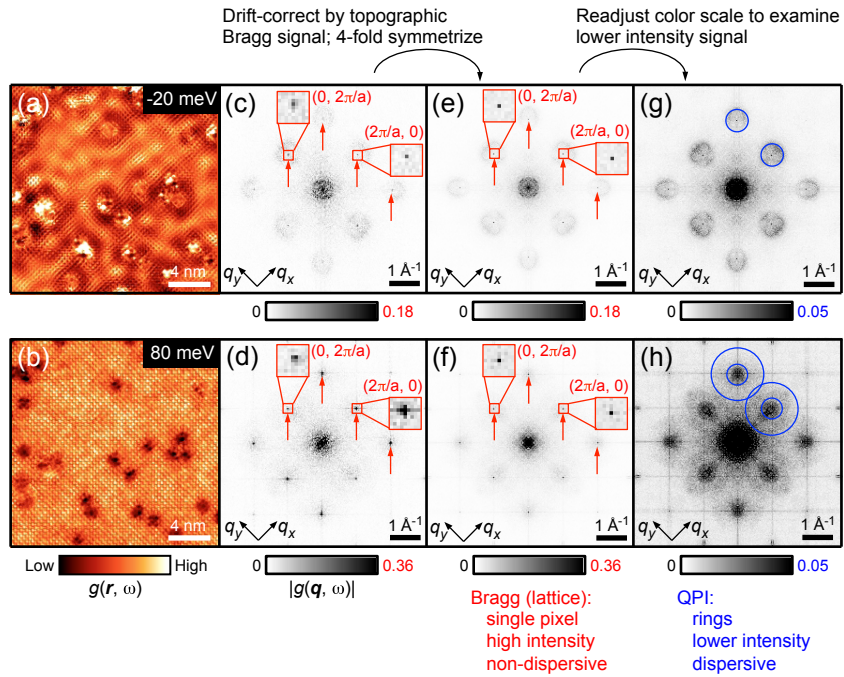 Drift-correct by topographic
Bragg signal; 4-fold symmetrize
Readjust color scale to examine
lower intensity signal
(a)
-20 meV
4 nm
(c)
(0, 2π/a)
(2π/a, 0)
qy
qx
1 Å-1
0
0.18
(e)
(0, 2π/a)
(2π/a, 0)
qy
qx
1 Å-1
0
0.18
(g)
qy
qx
1 Å-1
0
0.05
(b)
80 meV
4 nm
Low
High
g(r, ω)
(d)
(0, 2π/a)
(2π/a, 0)
qy
qx
1 Å-1
0
0.36
|g(q, ω)|
(f)
(0, 2π/a)
(2π/a, 0)
qy
qx
1 Å-1
0
0.36
Bragg (lattice):
single pixel
high intensity
non-dispersive
(h)
qy
qx
1 Å-1
0
0.05
QPI:
rings
lower intensity
dispersive